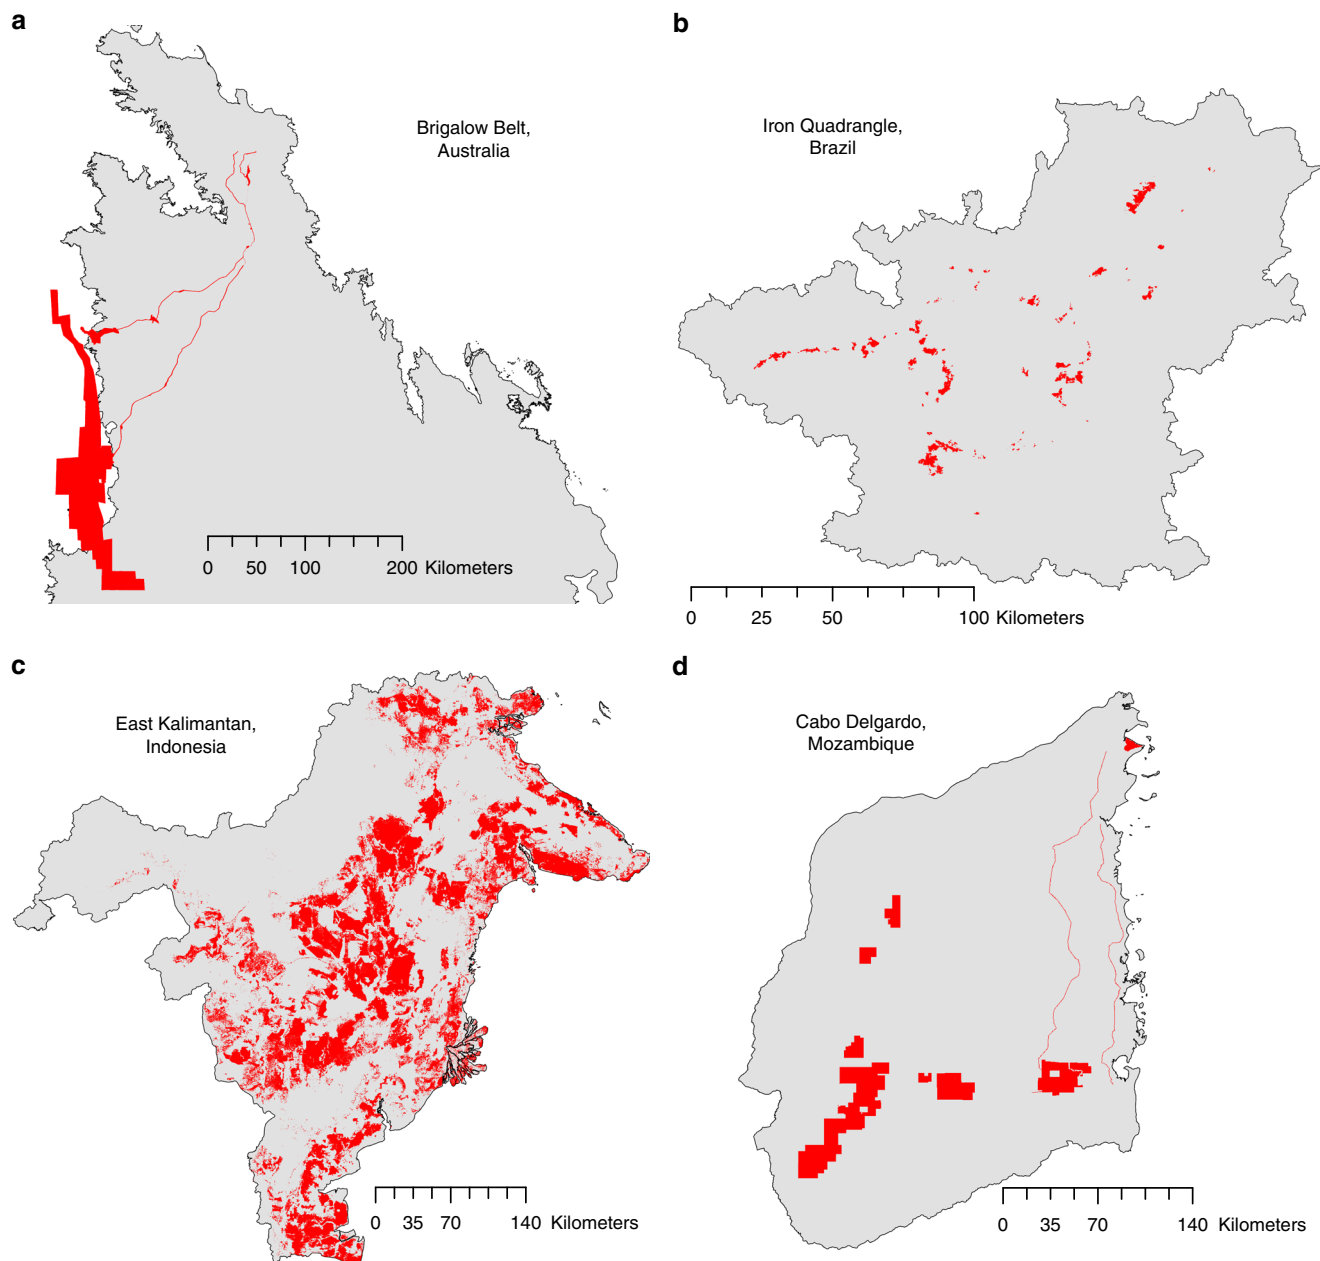 a
Brigalow Belt,
Australia
0 50 100 200 Kilometers
b
Iron Quadrangle,
Brazil
0 25 50 100 Kilometers
c
East Kalimantan,
Indonesia
0 35 70 140 Kilometers
d
Cabo Delgardo,
Mozambique
0 35 70 140 Kilometers